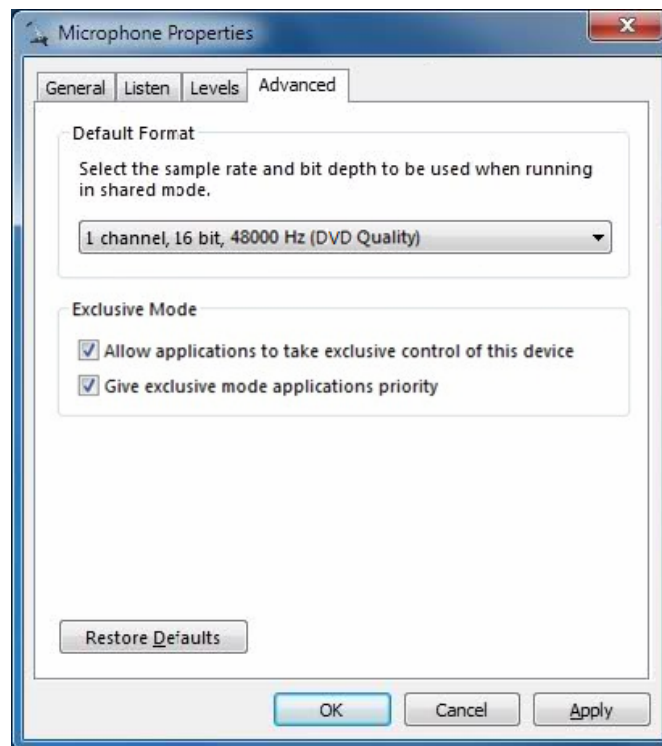 Microphone Properties
General Listen Levels Advanced
Default Format
Select the sample rate and bit depth to be used when running
in shared mode.
1 channel, 16 bit, 48000 Hz (DVD Quality)
Exclusive Mode
Allow applications to take exclusive control of this device
Give exclusive mode applications priority
Restore Defaults
OK Cancel Apply